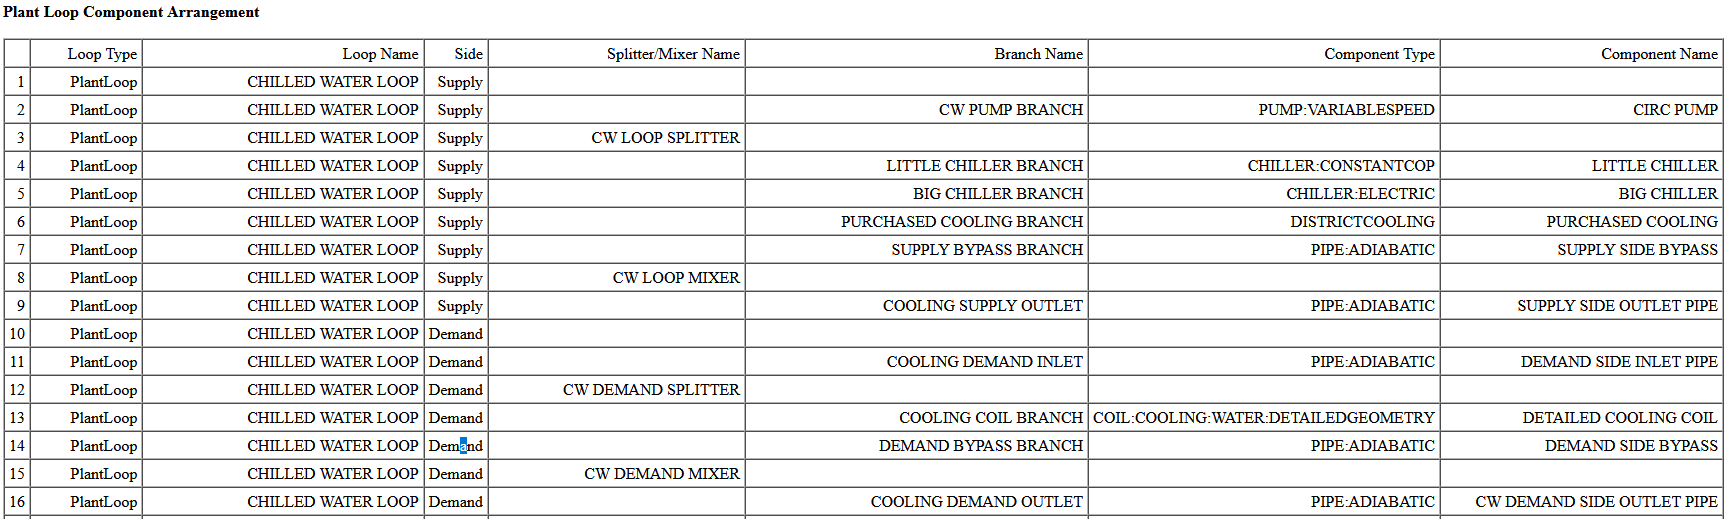 Plant Loop Component Arrangement
Loop Type Loop Name Side Splitter/Mixer Name Branch Name Component Type Component Name
1 PlantLoop CHILLED WATER LOOP Supply
2 PlantLoop CHILLED WATER LOOP Supply CW PUMP BRANCH PUMP:VARIABLESPEED CIRC PUMP
3 PlantLoop CHILLED WATER LOOP Supply CW LOOP SPLITTER
4 PlantLoop CHILLED WATER LOOP Supply LITTLE CHILLER BRANCH CHILLER:CONSTANTCOP LITTLE CHILLER
5 PlantLoop CHILLED WATER LOOP Supply BIG CHILLER BRANCH CHILLER:ELECTRIC BIG CHILLER
6 PlantLoop CHILLED WATER LOOP Supply PURCHASED COOLING BRANCH DISTRICTCOOLING PURCHASED COOLING
7 PlantLoop CHILLED WATER LOOP Supply SUPPLY BYPASS BRANCH PIPE:ADIABATIC SUPPLY SIDE BYPASS
8 PlantLoop CHILLED WATER LOOP Supply CW LOOP MIXER
9 PlantLoop CHILLED WATER LOOP Supply COOLING SUPPLY OUTLET PIPE:ADIABATIC SUPPLY SIDE OUTLET PIPE
10 PlantLoop CHILLED WATER LOOP Demand
11 PlantLoop CHILLED WATER LOOP Demand COOLING DEMAND INLET PIPE:ADIABATIC DEMAND SIDE INLET PIPE
12 PlantLoop CHILLED WATER LOOP Demand CW DEMAND SPLITTER
13 PlantLoop CHILLED WATER LOOP Demand COOLING COIL BRANCH COIL:COOLING:WATER:DETAILEDGEOMETRY DETAILED COOLING COIL
14 PlantLoop CHILLED WATER LOOP Demand DEMAND BYPASS BRANCH PIPE:ADIABATIC DEMAND SIDE BYPASS
15 PlantLoop CHILLED WATER LOOP Demand CW DEMAND MIXER
16 PlantLoop CHILLED WATER LOOP Demand COOLING DEMAND OUTLET PIPE:ADIABATIC CW DEMAND SIDE OUTLET PIPE